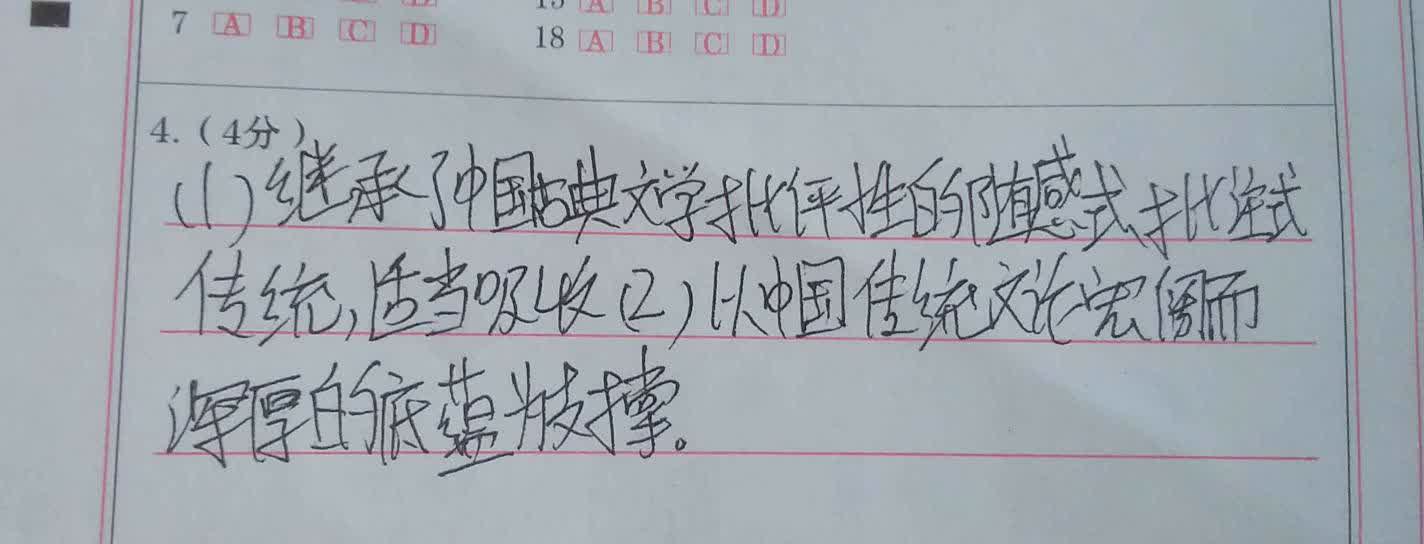 15 A B C D
7 A B C D
18 A B C D
4.（4分）
(1)继承了中国古典文学批评性的随感式、批注式
传统,适当吸收(2)以中国传统文论宏阔而
浑厚的底蕴为支撑。